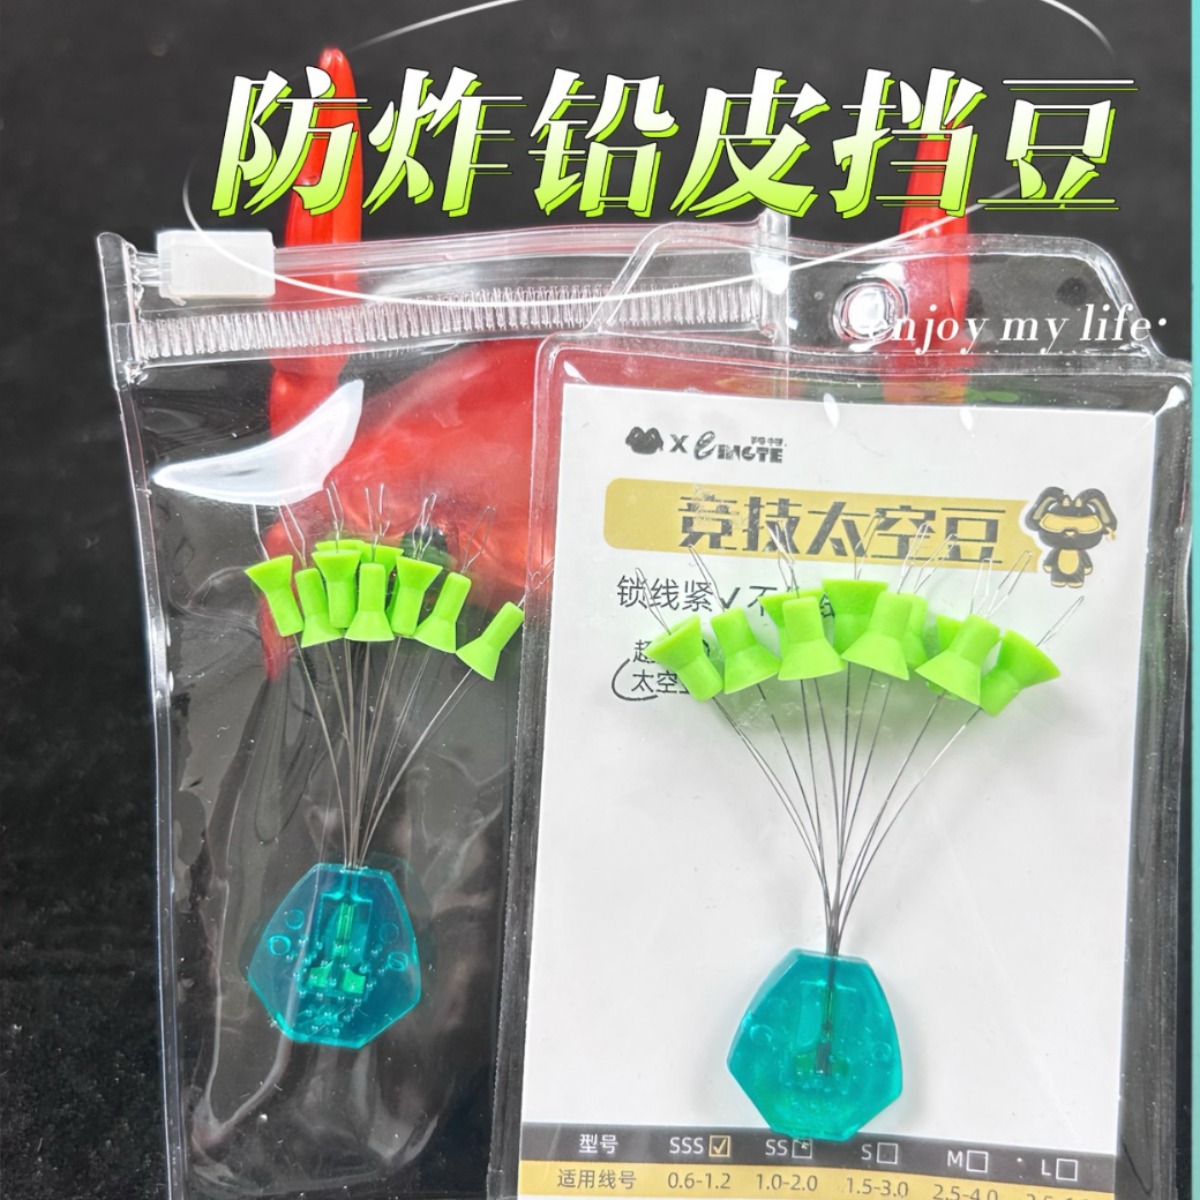 防炸铅皮挡豆
enjoy my life·
X
竞技太空豆
锁线紧√不
超
太空
型号 SSS☑ SS□ S□ M□ · L□
适用线号 0.6-1.2 1.0-2.0 1.5-3.0 2.5-4.0